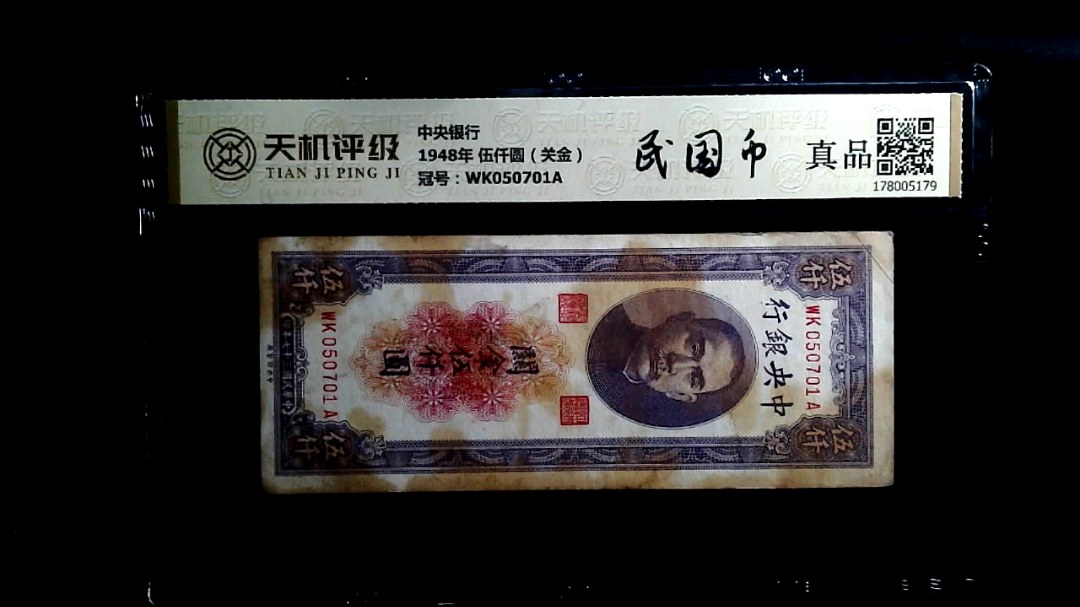 天机评级
TIAN JI PING JI
中央银行
1948年 伍仟圆（关金）
冠号：WK050701A
民国币
真品
178005179
伍仟
伍仟
WK050701A
中央銀行
關金伍仟圓
WK050701A
伍仟
伍仟